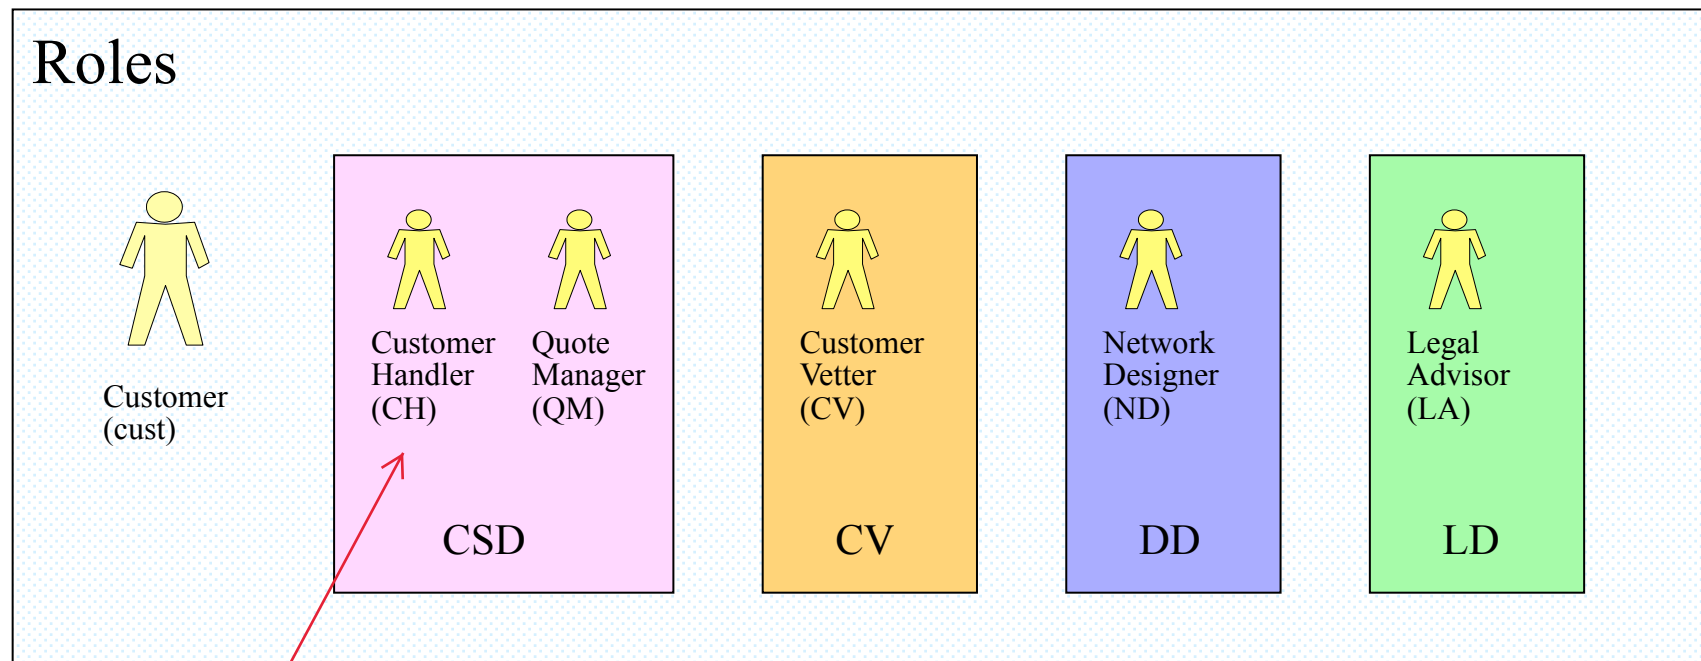 Roles
Customer
(cust)
Customer
Handler
(CH)
Quote
Manager
(QM)
CSD
Customer
Vetter
(CV)
CV
Network
Designer
(ND)
DD
Legal
Advisor
(LA)
LD